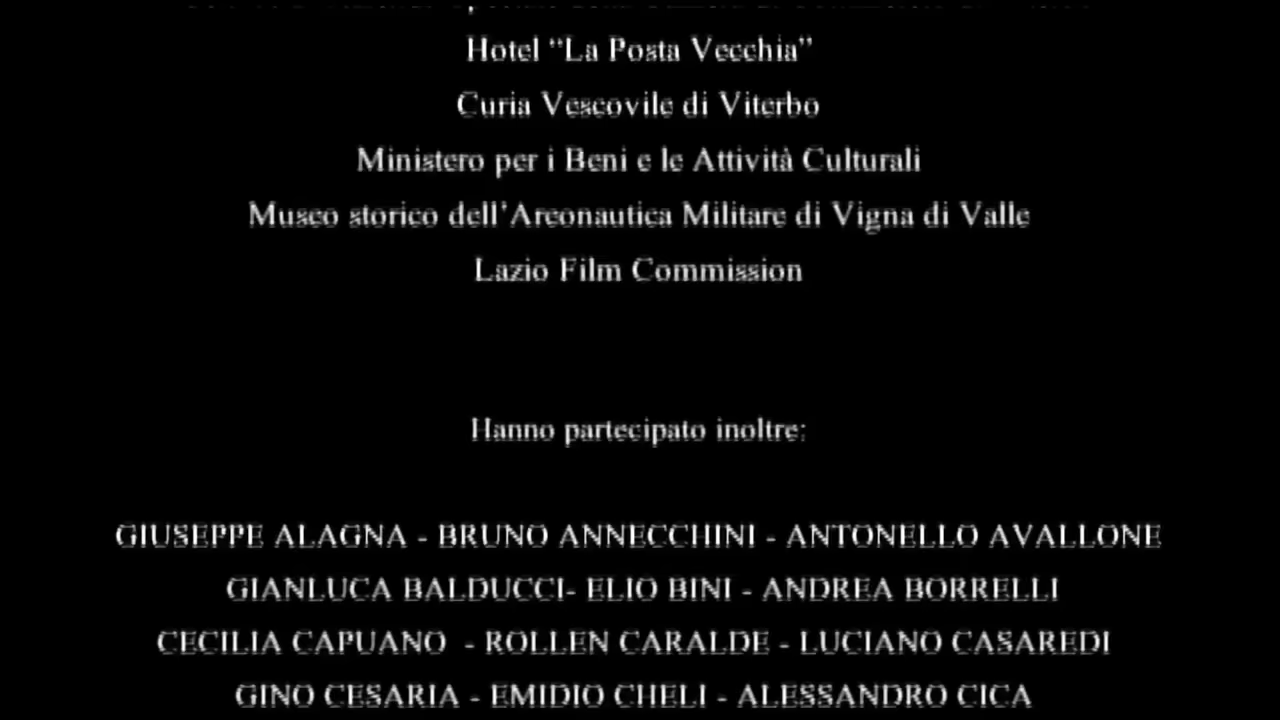 Hotel “La Posta Vecchia”
Curia Vescovile di Viterbo
Ministero per i Beni e le Attività Culturali
Museo storico dell’Areonautica Militare di Vigna di Valle
Lazio Film Commission
Hanno partecipato inoltre:
GIUSEPPE ALAGNA - BRUNO ANNECCHINI - ANTONELLO AVALLONE
GIANLUCA BALDUCCI- ELIO BINI - ANDREA BORRELLI
CECILIA CAPUANO - ROLLEN CARALDE - LUCIANO CASAREDI
GINO CESARIA - EMIDIO CHELI - ALESSANDRO CICA